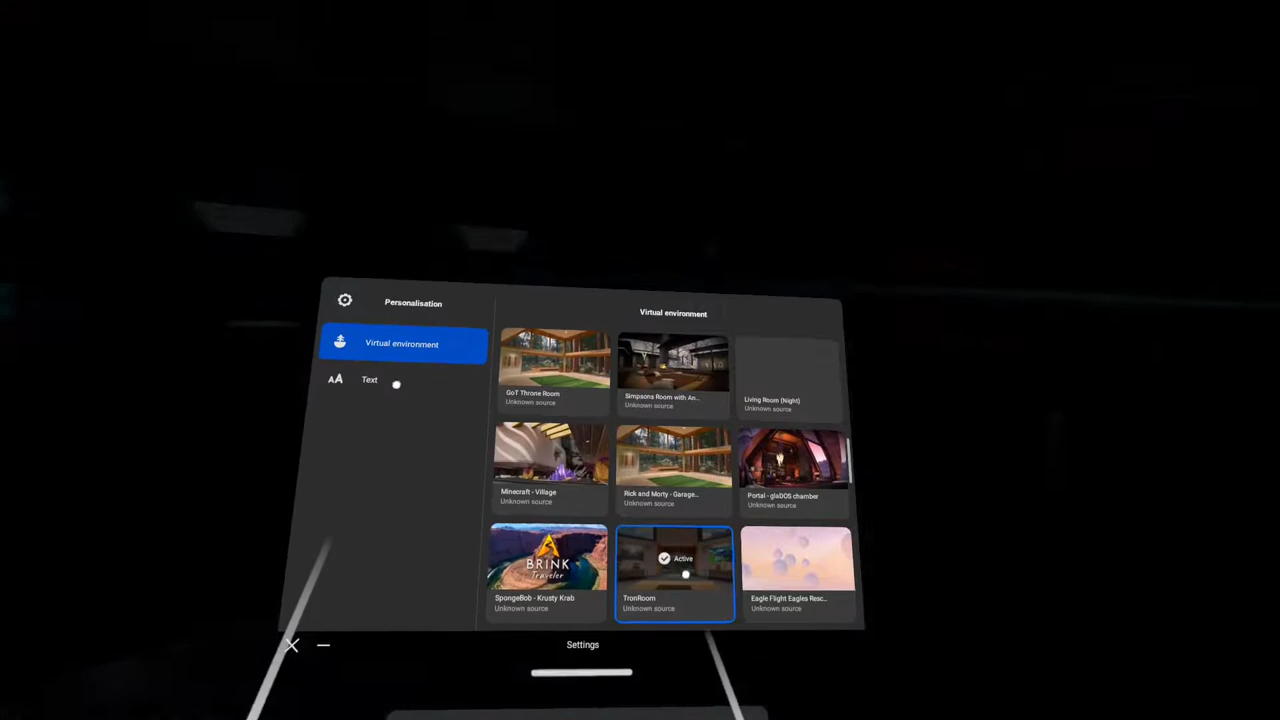 Personalisation
Virtual environment
Virtual environment
AA
Text
GoT Throne Room
Unknown source
Simpsons Room with An...
Unknown source
Living Room (Night)
Unknown source
Minecraft - Village
Unknown source
Rick and Morty - Garage...
Unknown source
Portal - glaDOS chamber
Unknown source
BRINK
Traveler
SpongeBob - Krusty Krab
Unknown source
Active
TronRoom
Unknown source
Eagle Flight Eagles Resc...
Unknown source
Settings